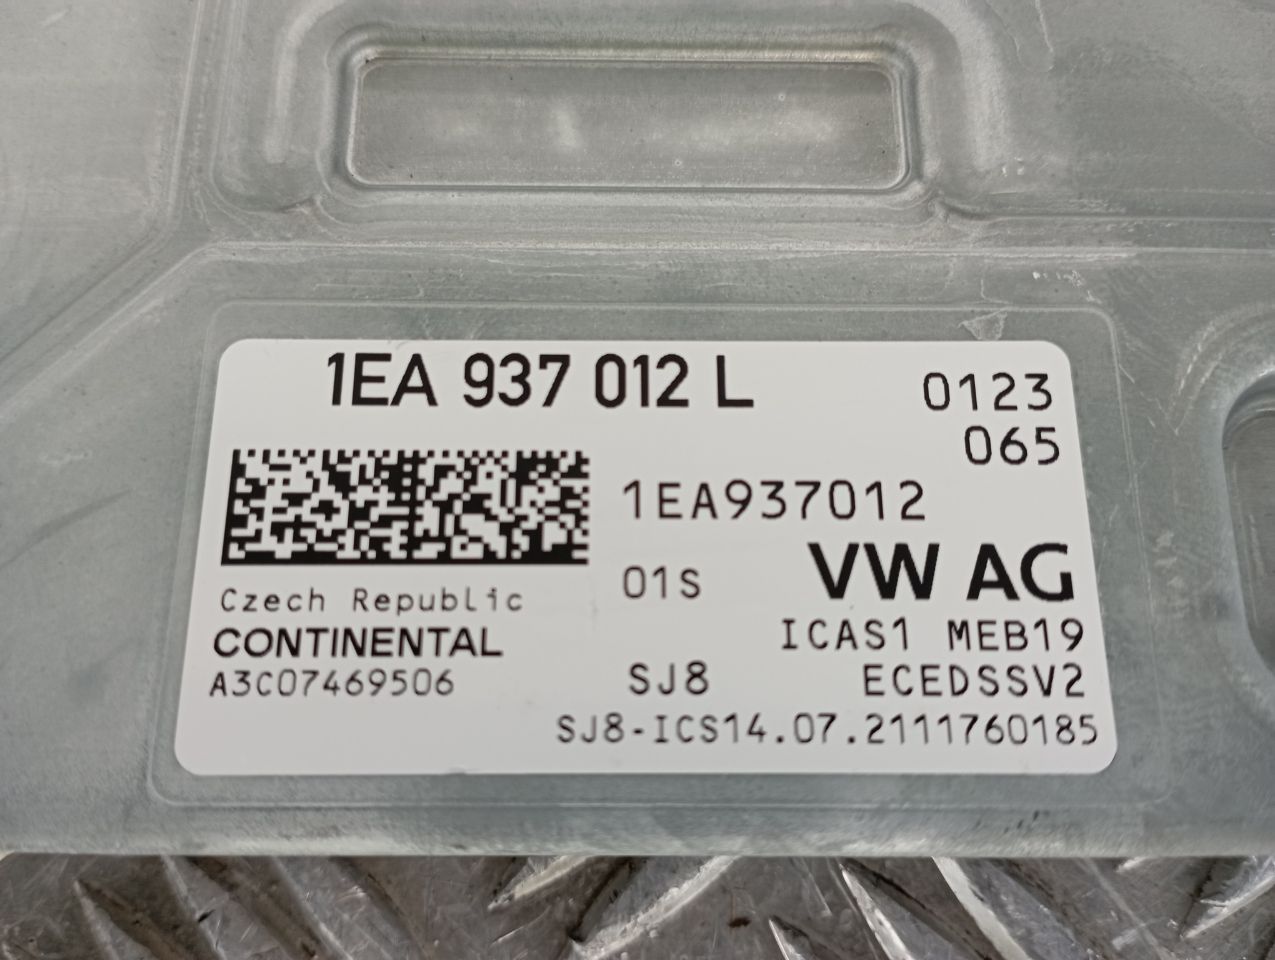 1EA 937 012 L
0123
065
1EA937012
01S
VW AG
Czech Republic
CONTINENTAL
A3C07469506
ICAS1 MEB19
SJ8
ECEDSSV2
SJ8-ICS14.07.2111760185